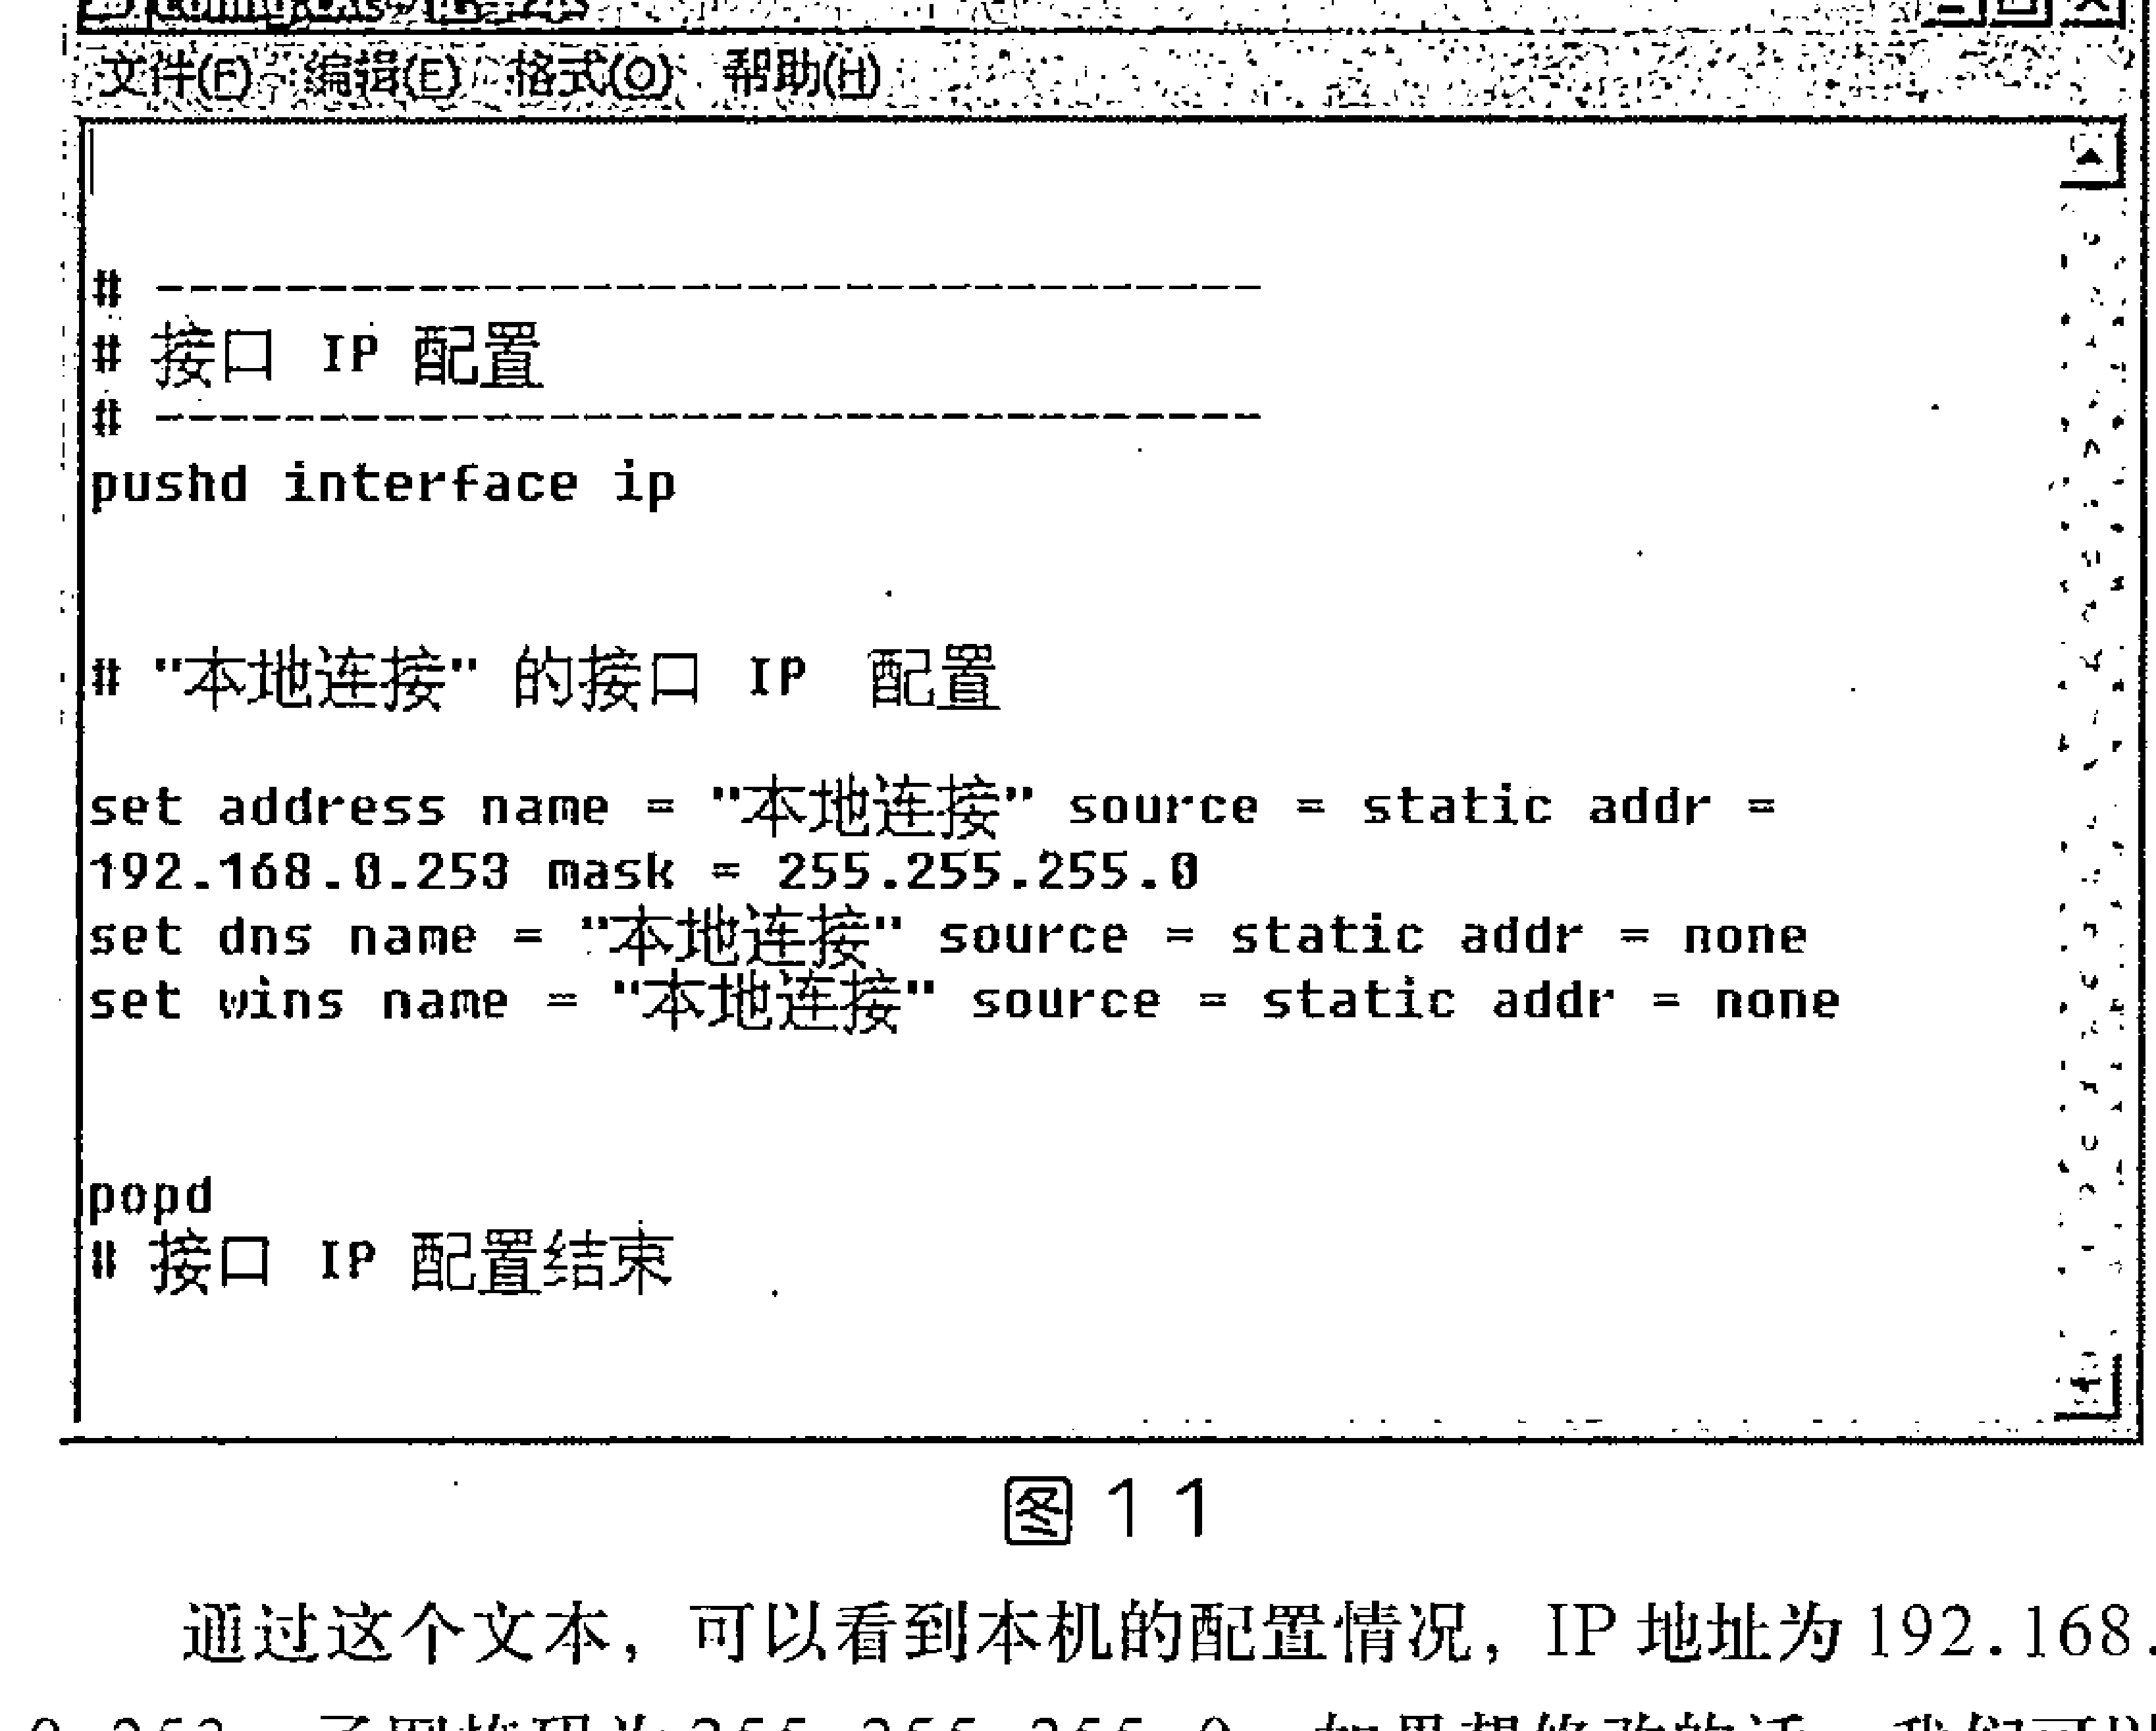 文件(F) 编辑(E) 格式(O) 帮助(H)
# ----------------------------------
# 接口 IP 配置
# ----------------------------------
pushd interface ip
# "本地连接" 的接口 IP 配置
set address name = "本地连接" source = static addr =
192.168.0.253 mask = 255.255.255.0
set dns name = "本地连接" source = static addr = none
set wins name = "本地连接" source = static addr = none
popd
# 接口 IP 配置结束
图 11
通过这个文本，可以看到本机的配置情况，IP 地址为 192.168.